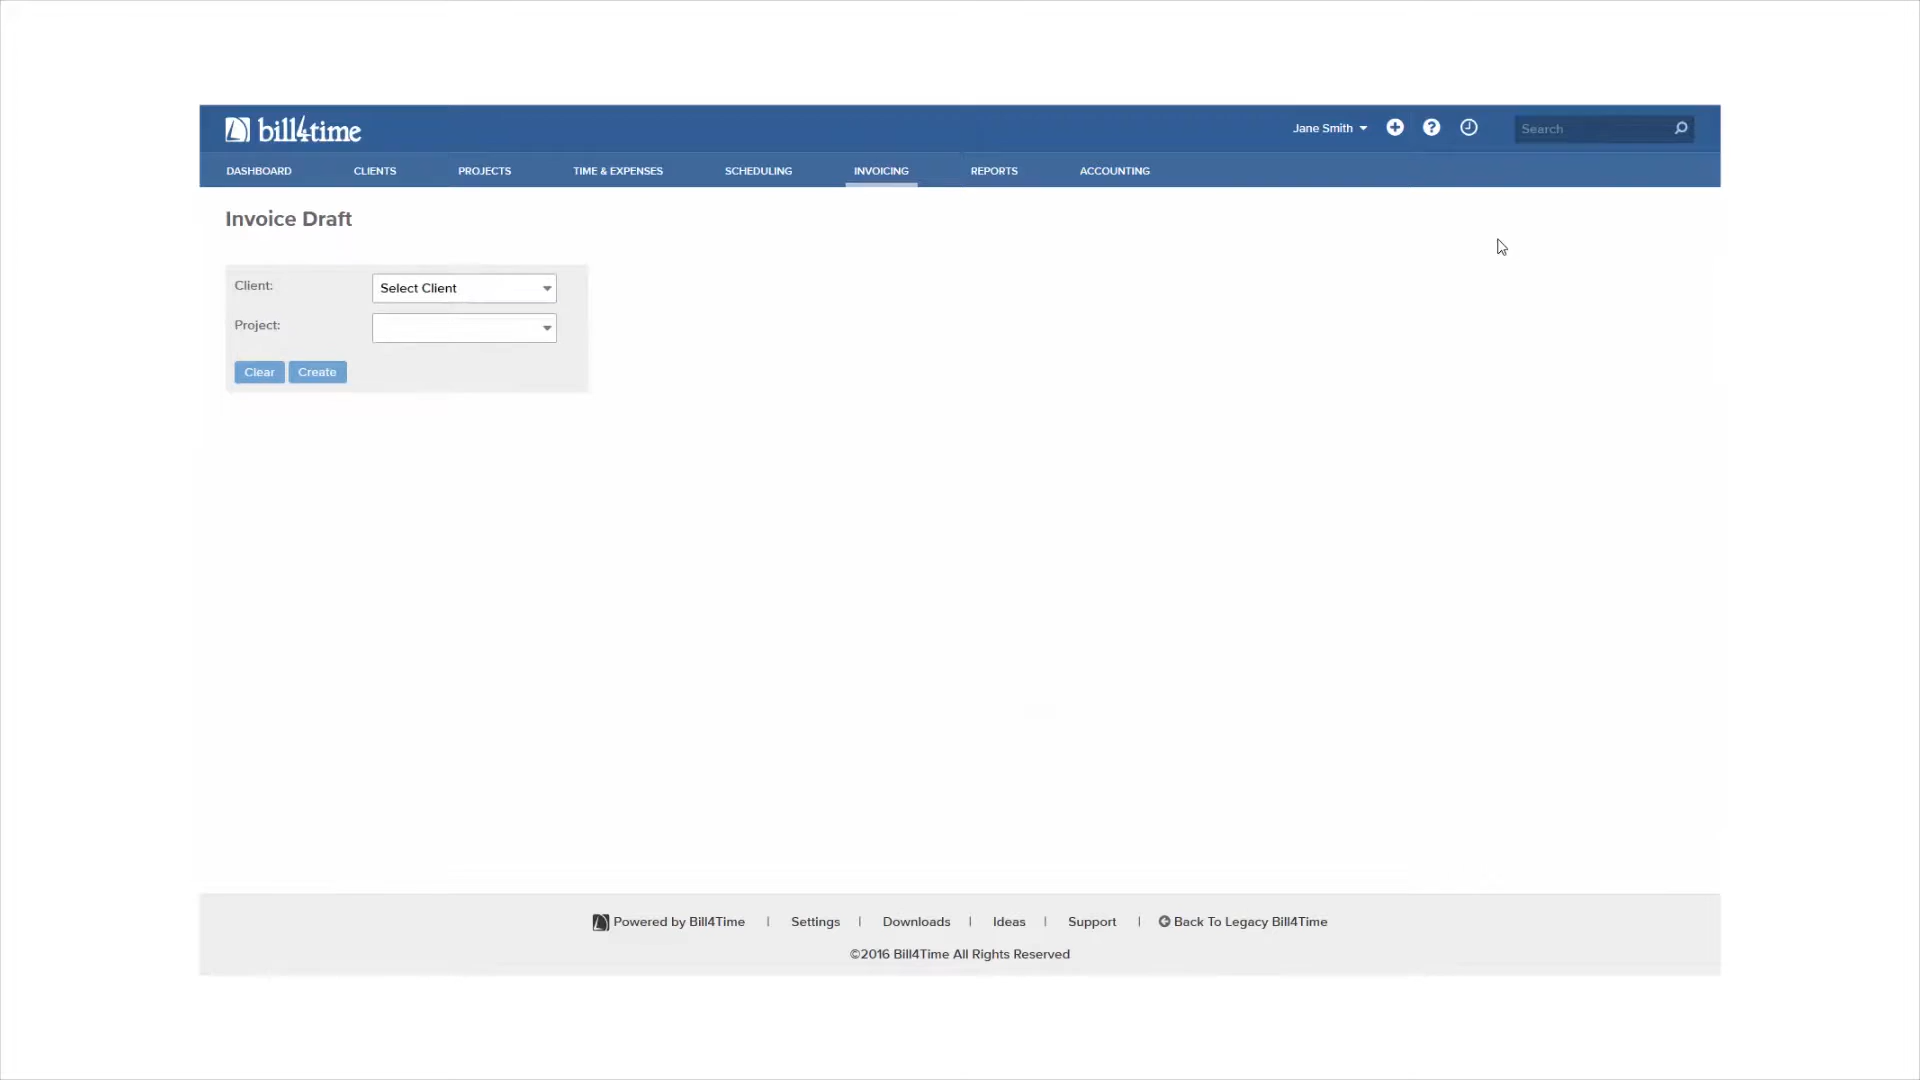 bill4time
Jane Smith
Search
DASHBOARD CLIENTS PROJECTS TIME & EXPENSES SCHEDULING INVOICING REPORTS ACCOUNTING
Invoice Draft
Client: Select Client
Project:
Clear Create
Powered by Bill4Time | Settings | Downloads | Ideas | Support | Back To Legacy Bill4Time
©2016 Bill4Time All Rights Reserved